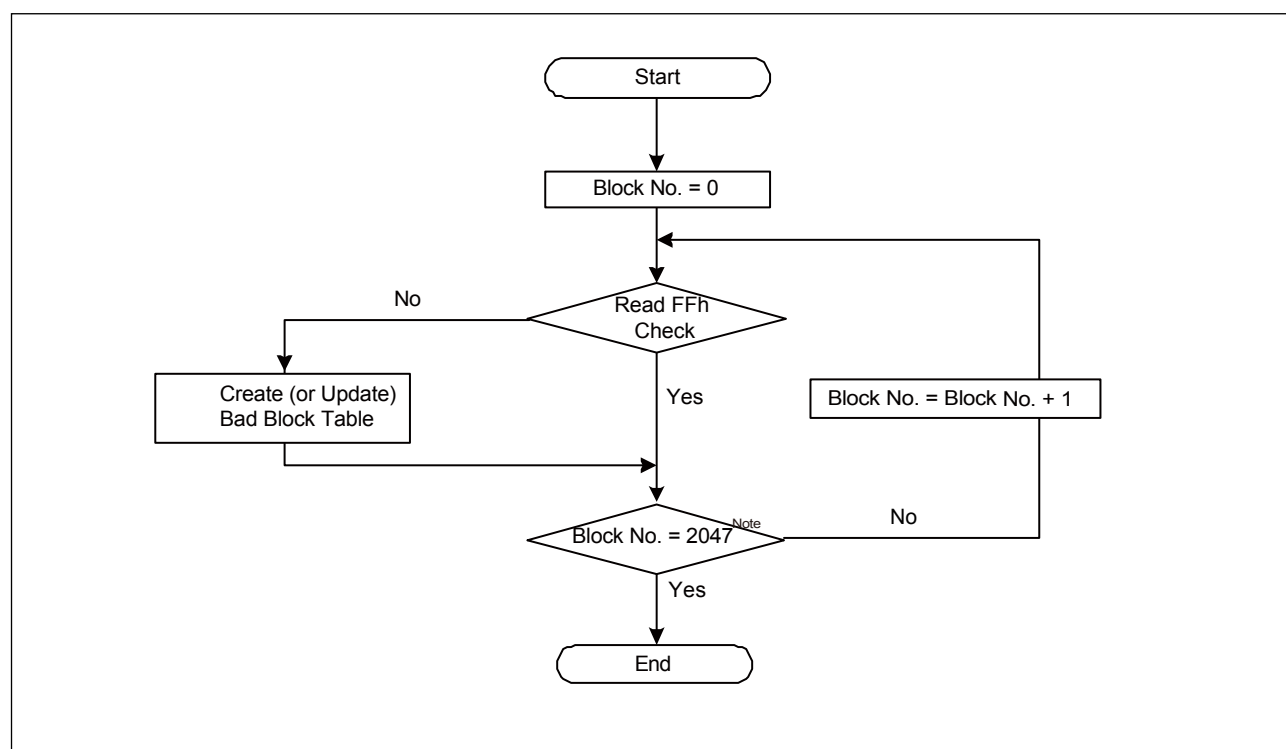 Start
Block No. = 0
No
Read FFh
Check
Create (or Update)
Bad Block Table
Yes
Block No. = Block No. + 1
Block No. = 2047 Note
No
Yes
End